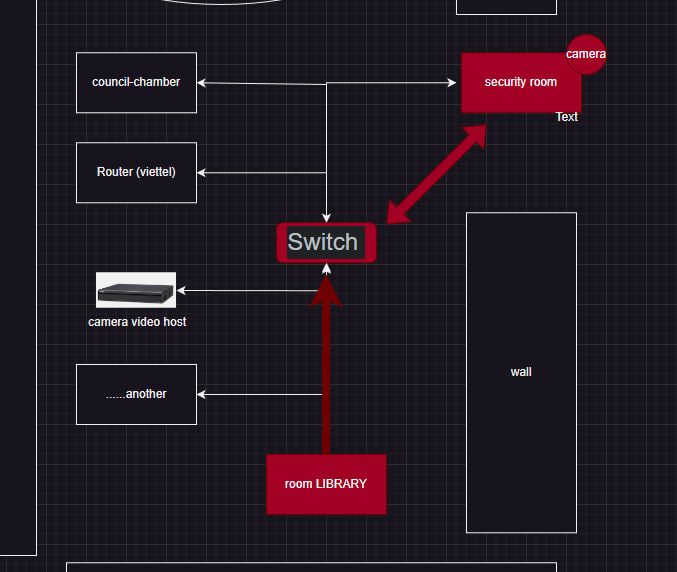 camera
council-chamber
security room
Text
Router (viettel)
Switch
camera video host
wall
......another
room LIBRARY